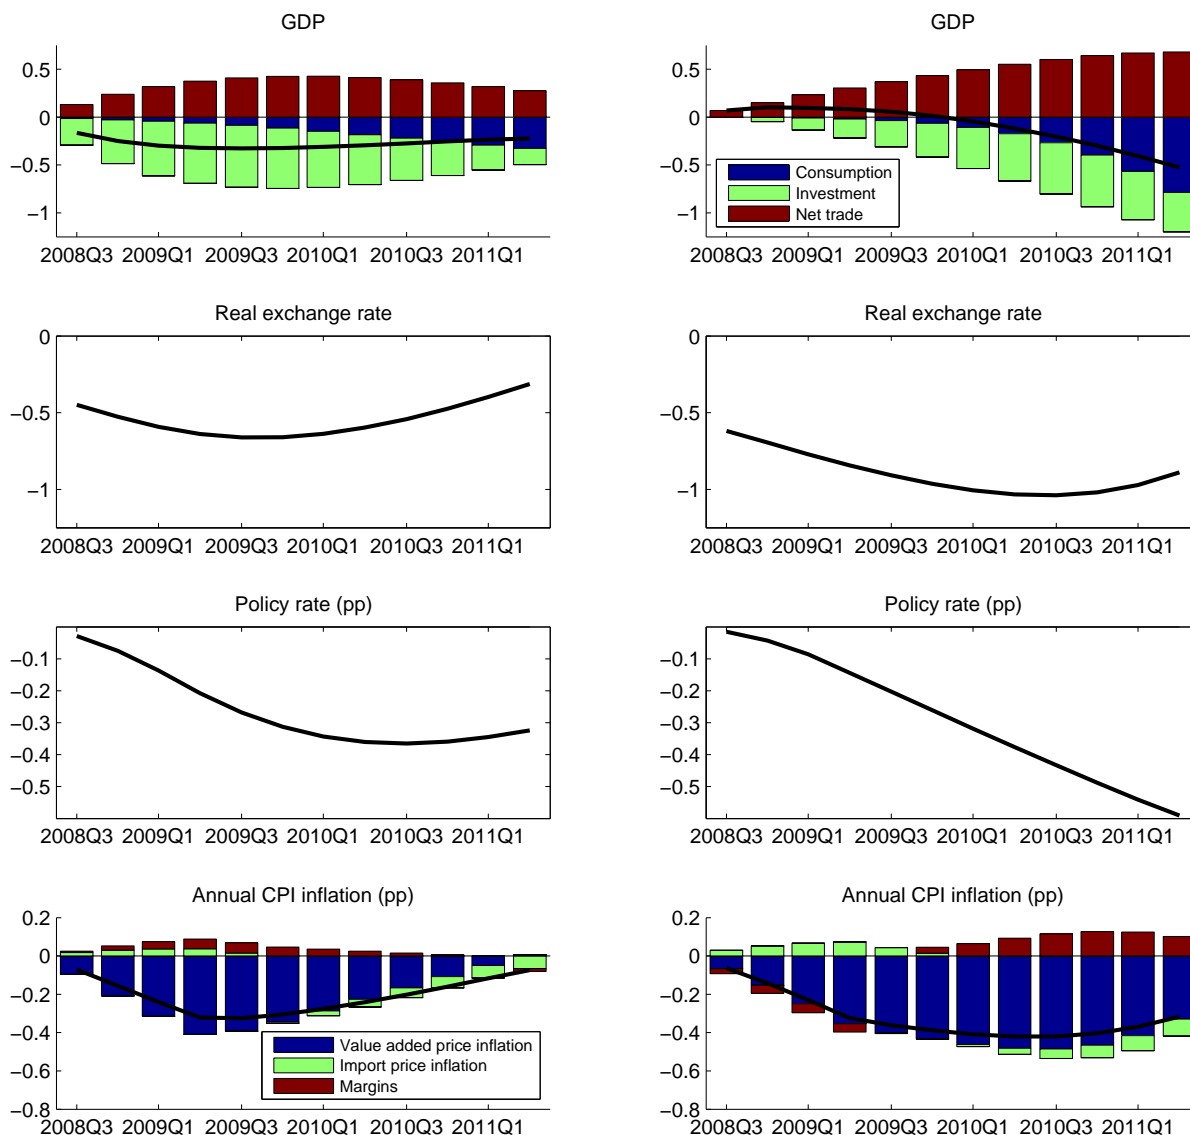 GDP
0.5
0
−0.5
−1
2008Q3 2009Q1 2009Q3 2010Q1 2010Q3 2011Q1
GDP
0.5
0
−0.5
−1
Consumption
Investment
Net trade
2008Q3 2009Q1 2009Q3 2010Q1 2010Q3 2011Q1
Real exchange rate
0
−0.5
−1
2008Q3 2009Q1 2009Q3 2010Q1 2010Q3 2011Q1
Real exchange rate
0
−0.5
−1
2008Q3 2009Q1 2009Q3 2010Q1 2010Q3 2011Q1
Policy rate (pp)
−0.1
−0.2
−0.3
−0.4
−0.5
2008Q3 2009Q1 2009Q3 2010Q1 2010Q3 2011Q1
Policy rate (pp)
−0.1
−0.2
−0.3
−0.4
−0.5
2008Q3 2009Q1 2009Q3 2010Q1 2010Q3 2011Q1
Annual CPI inflation (pp)
0.2
0
−0.2
−0.4
−0.6
−0.8
Value added price inflation
Import price inflation
Margins
2008Q3 2009Q1 2009Q3 2010Q1 2010Q3 2011Q1
Annual CPI inflation (pp)
0.2
0
−0.2
−0.4
−0.6
−0.8
2008Q3 2009Q1 2009Q3 2010Q1 2010Q3 2011Q1